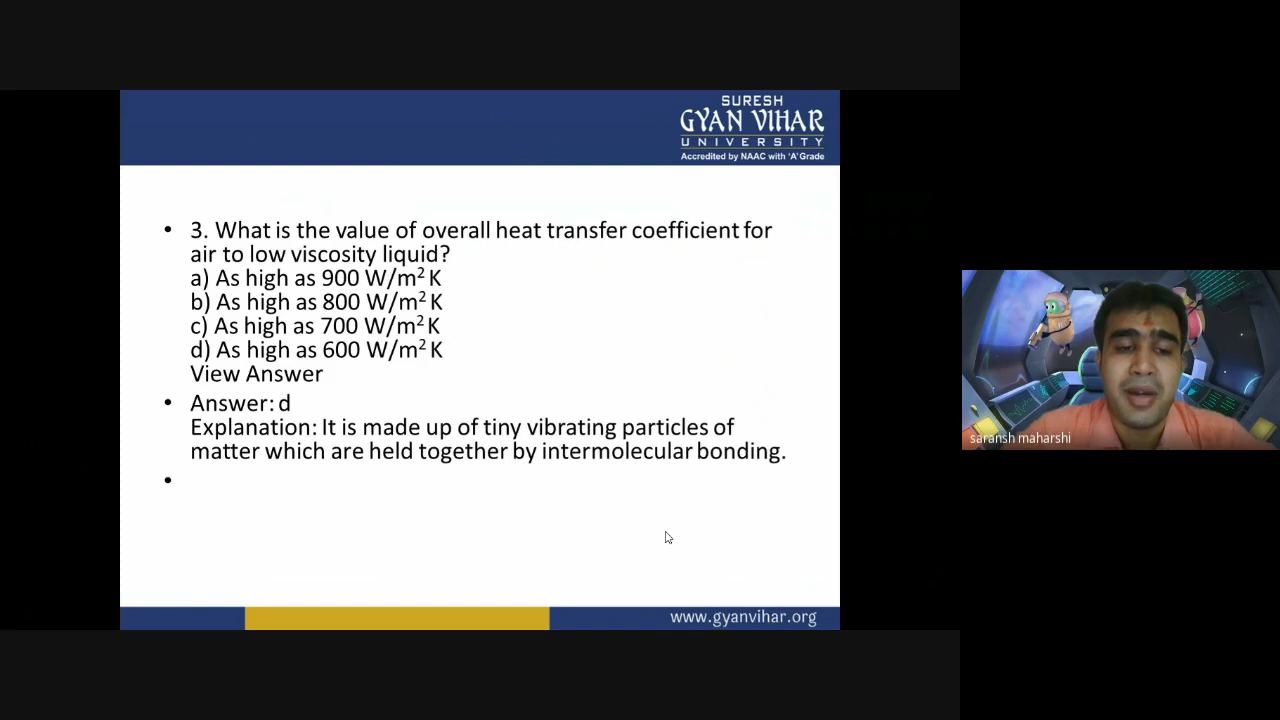 SURESH
GYAN VIHAR
UNIVERSITY
Accredited by NAAC with 'A' Grade
• 3. What is the value of overall heat transfer coefficient for
air to low viscosity liquid?
a) As high as 900 W/m² K
b) As high as 800 W/m² K
c) As high as 700 W/m² K
d) As high as 600 W/m² K
View Answer
• Answer: d
Explanation: It is made up of tiny vibrating particles of
matter which are held together by intermolecular bonding.
•
www.gyanvihar.org
saransh maharshi